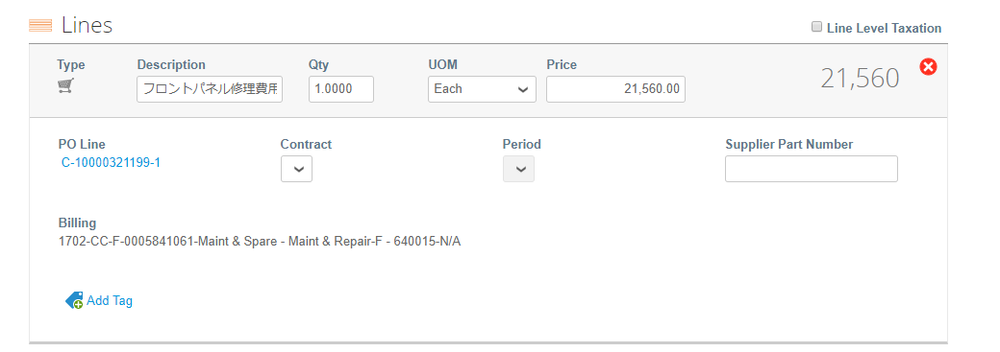 Lines
Line Level Taxation
Type Description Qty UOM Price
フロントパネル修理費用 1.0000 Each 21,560.00 21,560
PO Line Contract Period Supplier Part Number
C-10000321199-1
Billing
1702-CC-F-0005841061-Maint & Spare - Maint & Repair-F - 640015-N/A
Add Tag